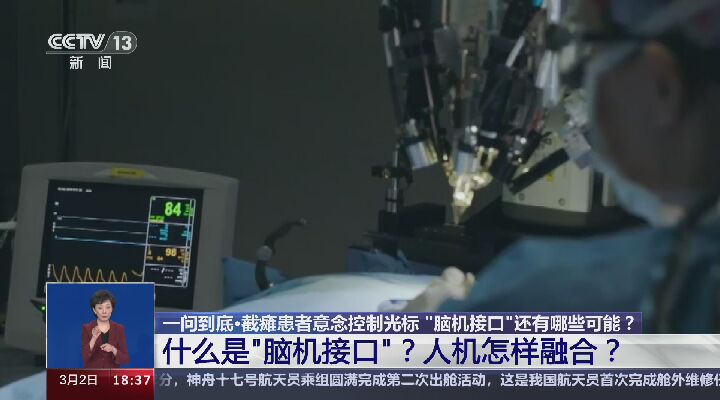 CCTV 13
新闻
84
98
一问到底·截瘫患者意念控制光标 "脑机接口"还有哪些可能？
什么是"脑机接口"？人机怎样融合？
3月2日 18:37 分，神舟十七号航天员乘组圆满完成第二次出舱活动，这是我国航天员首次完成舱外维修任